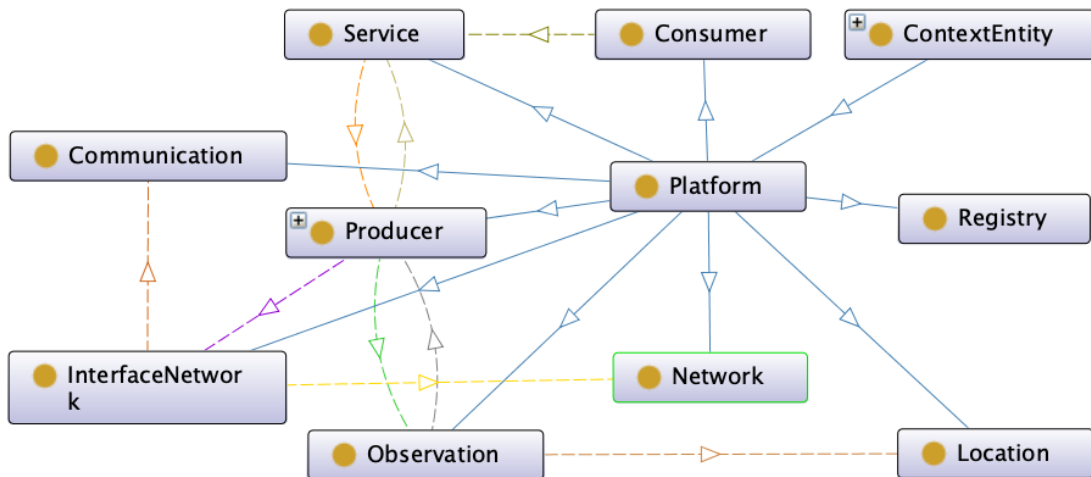 Service
Consumer
ContextEntity
Communication
Platform
Producer
Registry
InterfaceNetwor
k
Network
Observation
Location